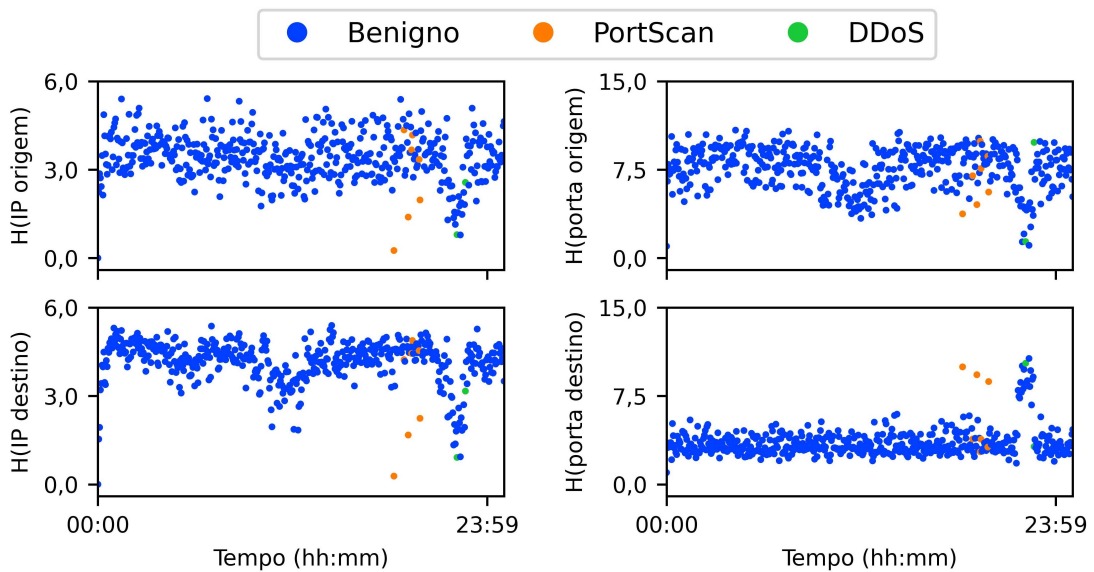 Benigno PortScan DDoS
H(IP origem)
6,0
3,0
0,0
H(porta origem)
15,0
7,5
0,0
H(IP destino)
6,0
3,0
0,0
00:00 23:59
Tempo (hh:mm)
H(porta destino)
15,0
7,5
0,0
00:00 23:59
Tempo (hh:mm)